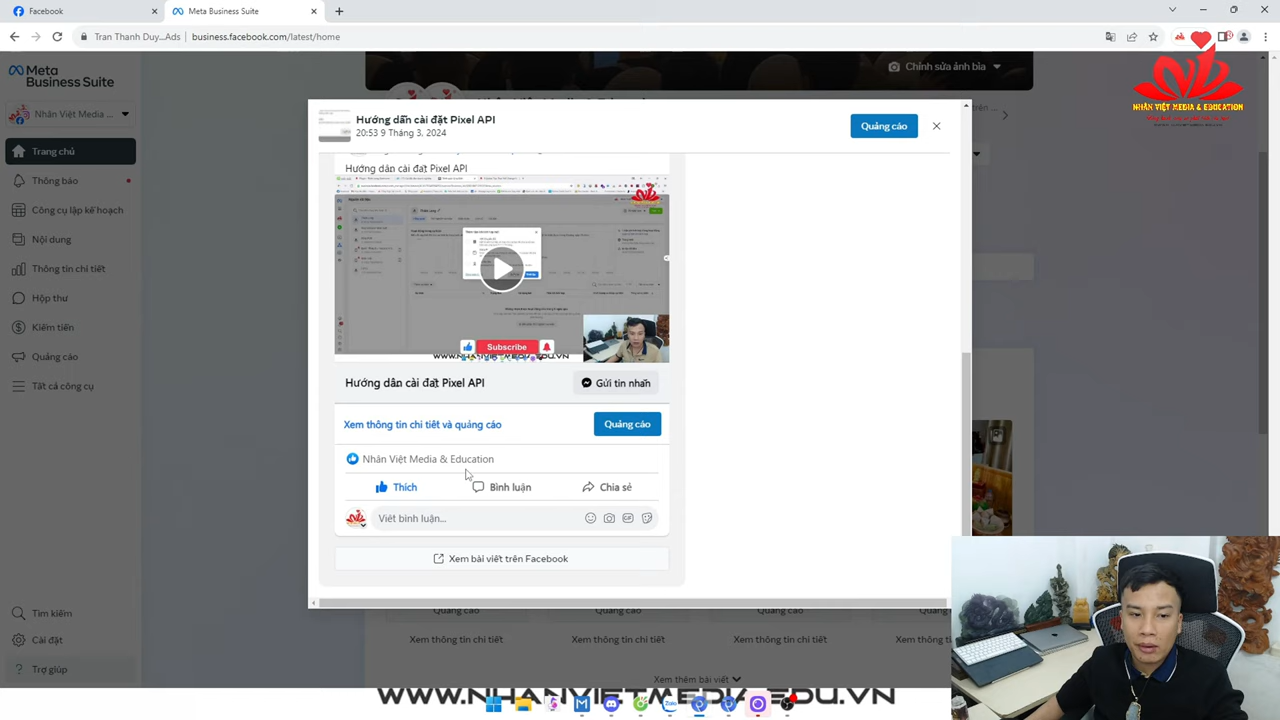 Facebook
Meta Business Suite
Tran Thanh Duy...Ads
business.facebook.com/latest/home
Meta
Business Suite
Chỉnh sửa ảnh bìa
NHÂN VIỆT MEDIA & EDUCATION
Nhân Việt Media ...
Trang chủ
Thông báo
Công cụ lập kế hoạch
Nội dung
Thông tin chi tiết
Hộp thư
Kiếm tiền
Quảng cáo
Tất cả công cụ
Tìm kiếm
Cài đặt
Trợ giúp
Hướng dẫn cài đặt Pixel API
20:53 9 Tháng 3, 2024
Quảng cáo
Hướng dẫn cài đặt Pixel API
Subscribe
Hướng dẫn cài đặt Pixel API
Gửi tin nhắn
Xem thông tin chi tiết và quảng cáo
Quảng cáo
Nhân Việt Media & Education
Thích
Bình luận
Chia sẻ
Viết bình luận...
GIF
Xem bài viết trên Facebook
Quảng cáo
Quảng cáo
Quảng cáo
Quảng cáo
Xem thông tin chi tiết
Xem thông tin chi tiết
Xem thông tin chi tiết
Xem thông tin
Xem thêm bài viết
WWW.NHANVIETMEDIA.EDU.VN
Zalo